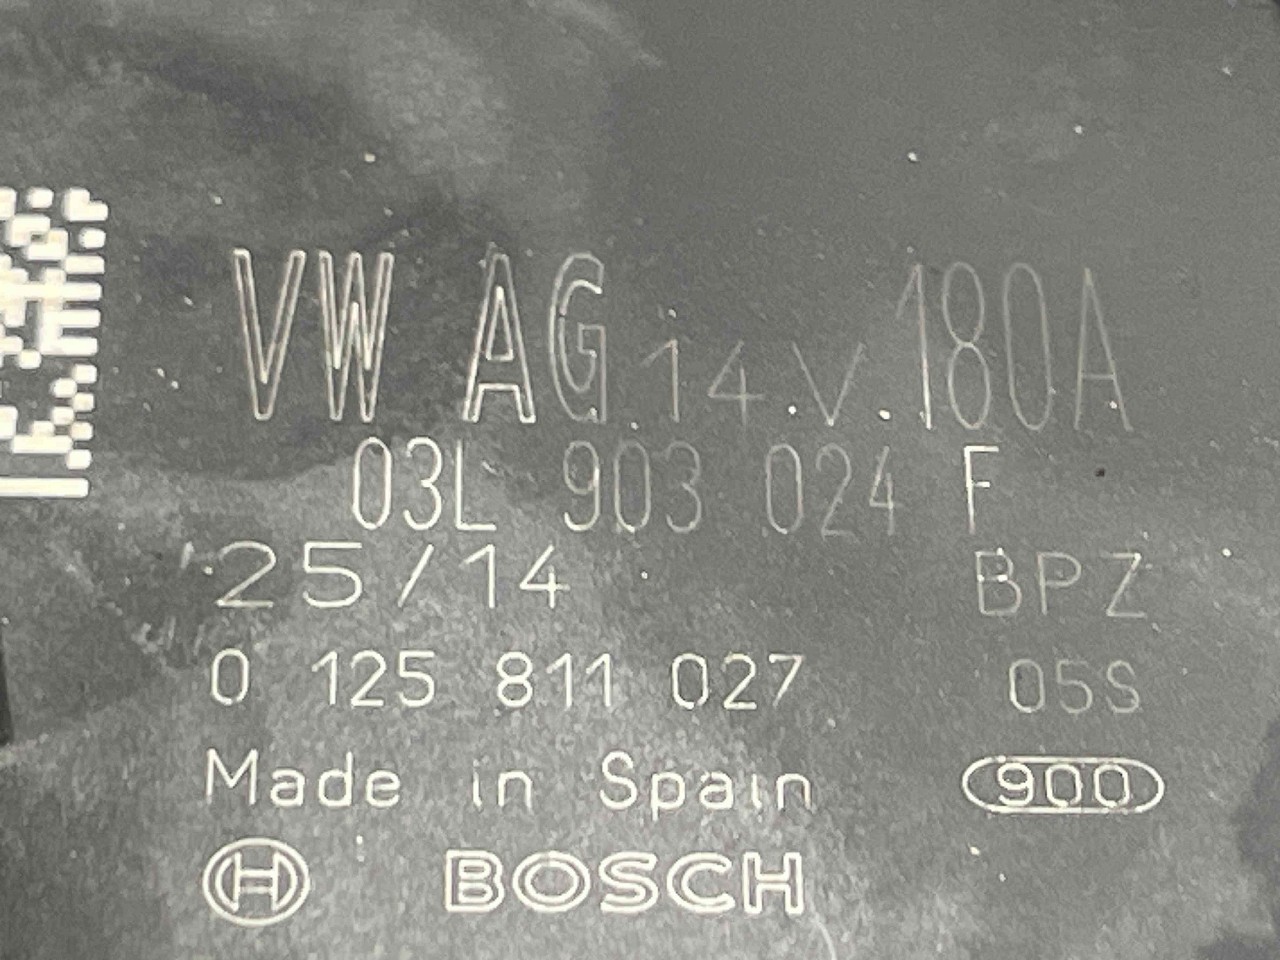 VW AG 14V 180A
03L 903 024 F
25/14 BPZ
0 125 811 027 05S
Made in Spain 900
BOSCH